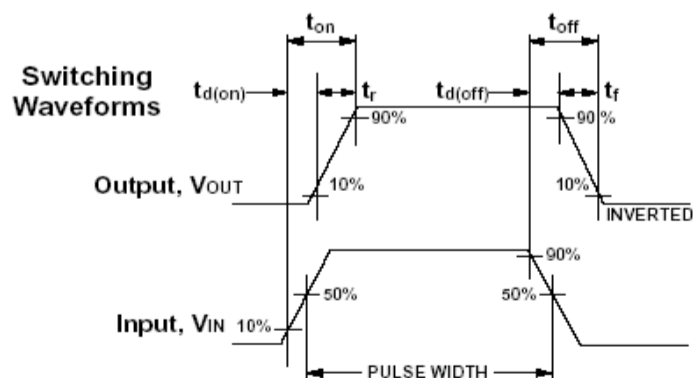 ton
toff
Switching
Waveforms
td(on)
tr
td(off)
tf
90%
90%
Output, VOUT
10%
10%
INVERTED
90%
50%
50%
Input, VIN
10%
PULSE WIDTH